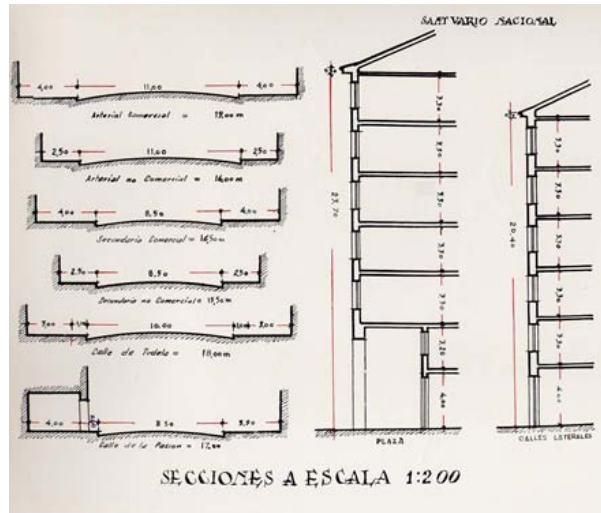 SANTVARIO NACIONAL
4,00 11,00 4,00
Arterial Comercial = 19,00 m
2,50 11,00 2,50
Arterial no Comercial = 16,00 m
4,00 8,50 4,00
Secundario Comercial = 16,50 m
2,50 8,50 2,50
Secundario no Comercial = 13,50 m
3,00 10.00 3,00
Calle de Tudela = 18,00 m
4,00 8,50
Calle de la Pasion =
23,70
3,30
3,30
3,30
3,30
3,30
3,20
4,00
PLAZA
20,40
3,30
3,30
3,30
3,30
3,30
4,00
CALLES LATERALES
SECCIONES A ESCALA 1:200